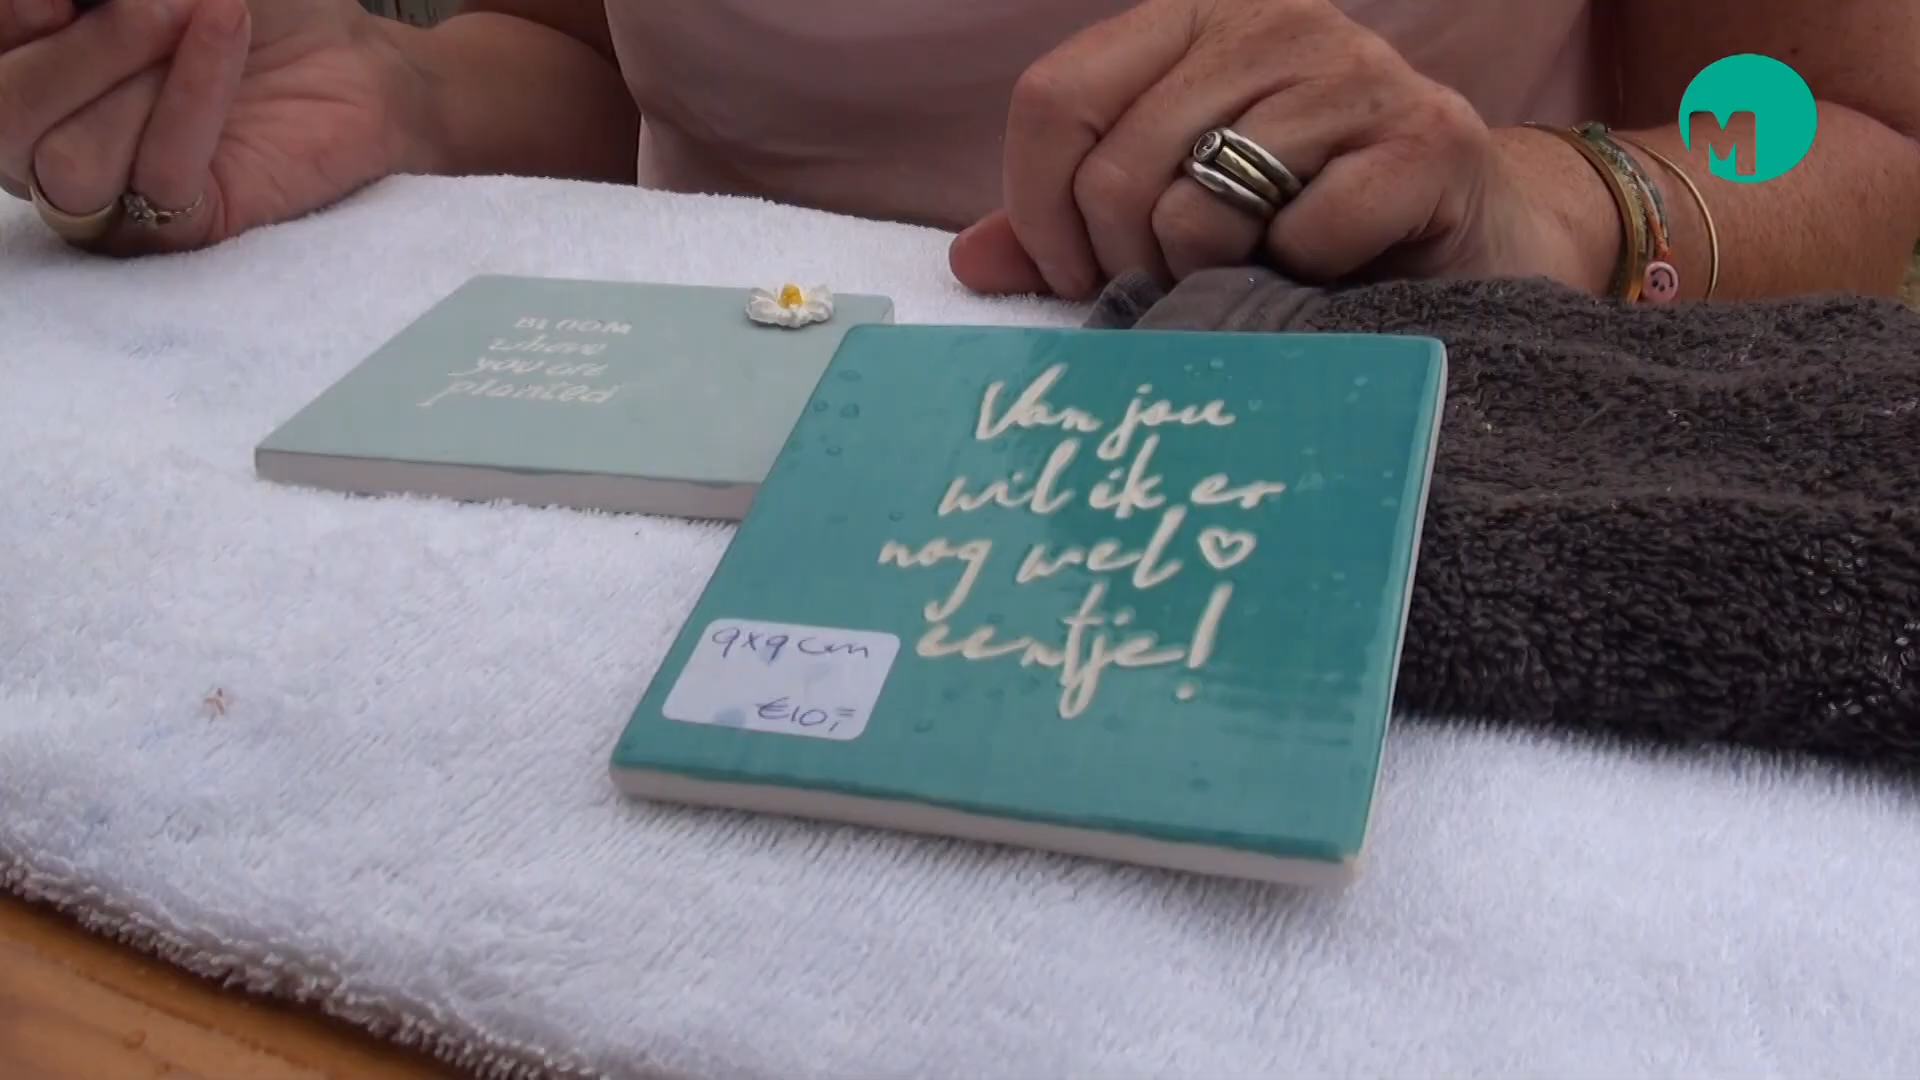 M
BLOOM
where
you are
planted
Van jou
wil ik er
nog wel ♡
eentje!
9x9 cm
€10,=